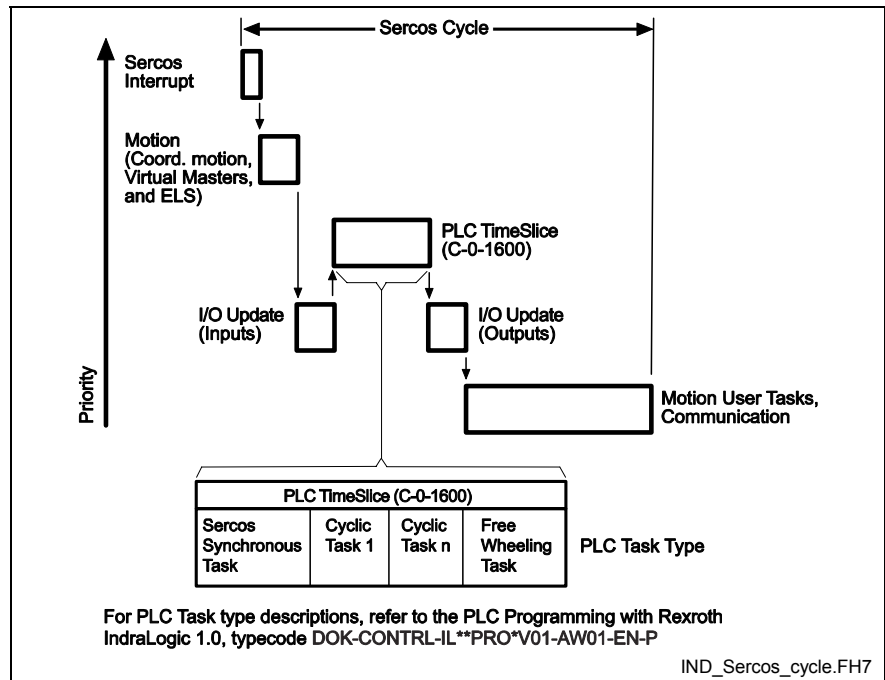 Sercos Cycle
Sercos
Interrupt
Motion
(Coord. motion,
Virtual Masters,
and ELS)
PLC TimeSlice
(C-0-1600)
I/O Update
(Inputs)
I/O Update
(Outputs)
Priority
Motion User Tasks,
Communication
PLC TimeSlice (C-0-1600)
Sercos
Synchronous
Task
Cyclic
Task 1
Cyclic
Task n
Free
Wheeling
Task
PLC Task Type
For PLC Task type descriptions, refer to the PLC Programming with Rexroth
IndraLogic 1.0, typecode DOK-CONTRL-IL**PRO*V01-AW01-EN-P
IND_Sercos_cycle.FH7